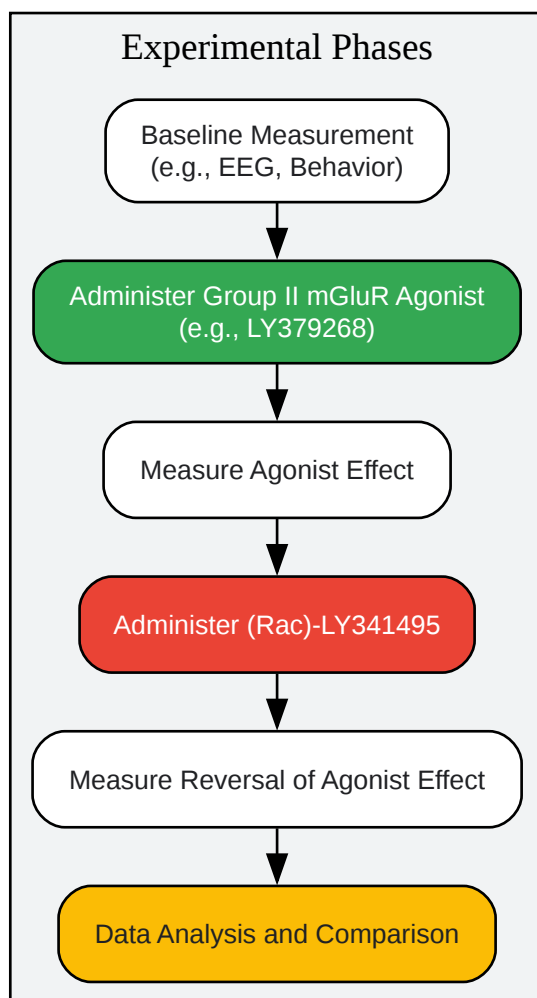 Experimental Phases
Baseline Measurement
(e.g., EEG, Behavior)
Administer Group II mGluR Agonist
(e.g., LY379268)
Measure Agonist Effect
Administer (Rac)-LY341495
Measure Reversal of Agonist Effect
Data Analysis and Comparison